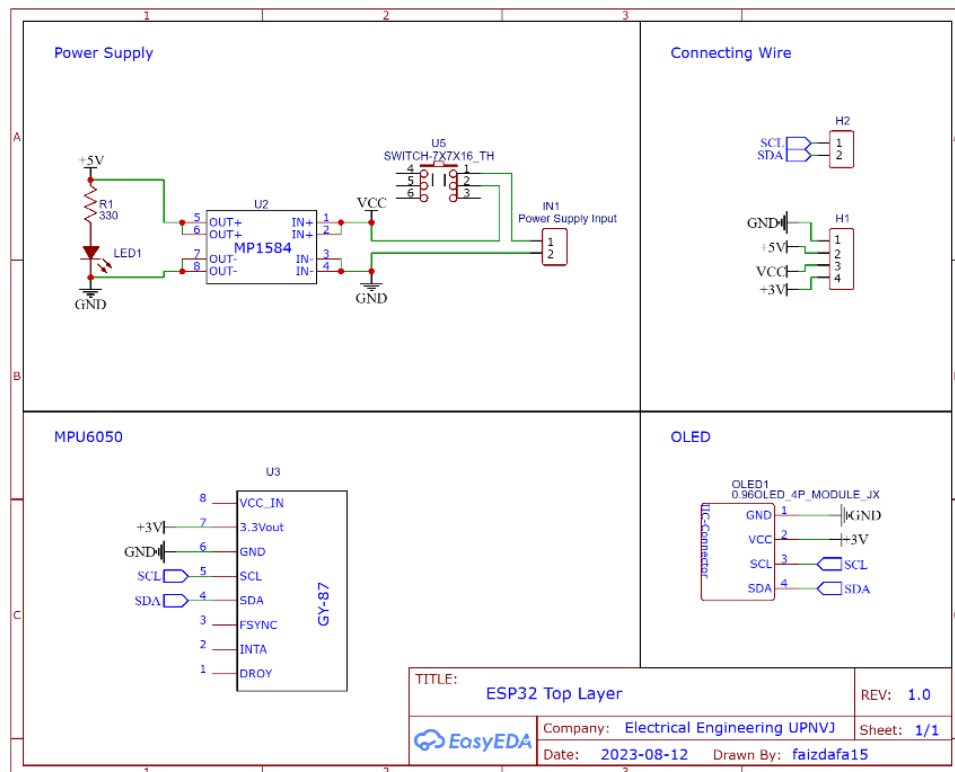 1 2 3
A
B
C
Power Supply
+5V
R1
330
LED1
GND
U2
MP1584
5 OUT+
6 OUT+
7 OUT-
8 OUT-
IN+ 1
IN+ 2
IN- 3
IN- 4
VCC
GND
U5
SWITCH-7X7X16_TH
4 1
5 2
6 3
IN1
Power Supply Input
1
2
Connecting Wire
H2
SCL 1
SDA 2
H1
GND 1
+5V 2
VCC 3
+3V 4
MPU6050
U3
GY-87
8 VCC_IN
+3V 7 3.3Vout
GND 6 GND
SCL 5 SCL
SDA 4 SDA
3 FSYNC
2 INTA
1 DROY
OLED
OLED1
0.96OLED_4P_MODULE_JX
IIC-Connector
GND 1 GND
VCC 2 +3V
SCL 3 SCL
SDA 4 SDA
TITLE:
ESP32 Top Layer
REV: 1.0
EasyEDA
Company: Electrical Engineering UPNVJ
Sheet: 1/1
Date: 2023-08-12 Drawn By: faizdafa15
1 2 3